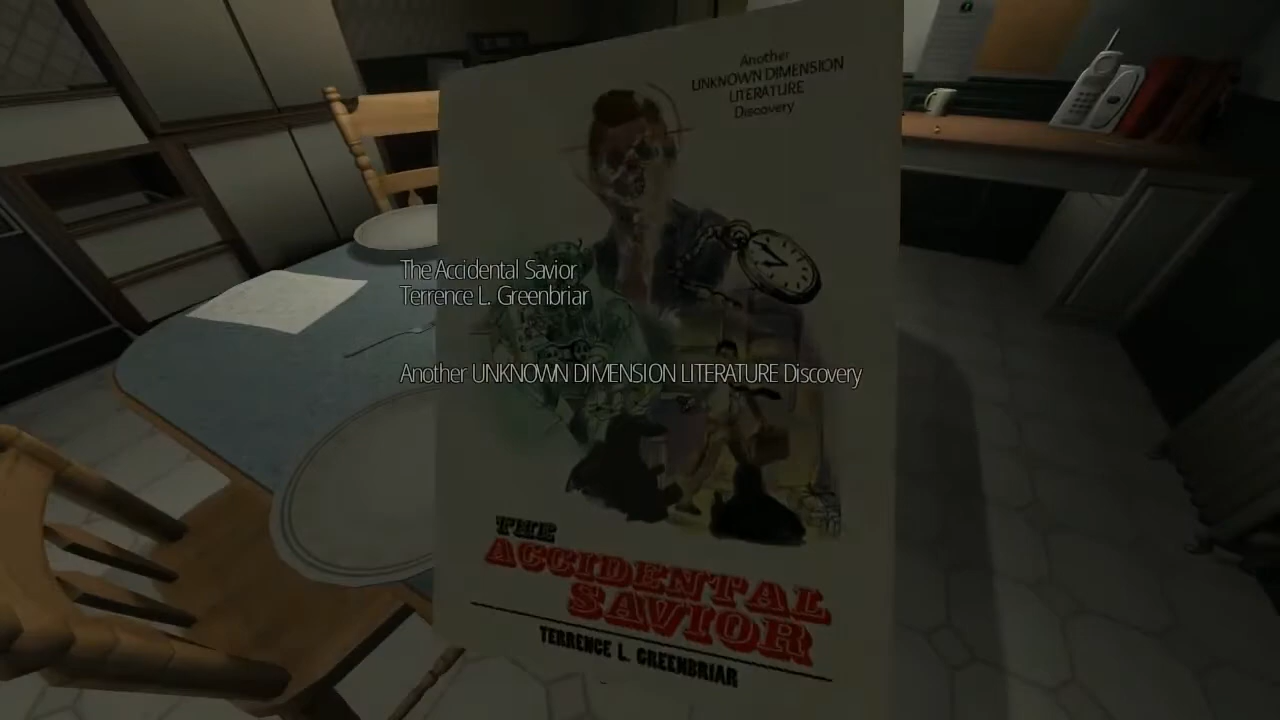 Another
UNKNOWN DIMENSION
LITERATURE
Discovery
The Accidental Savior
Terrence L. Greenbriar
Another UNKNOWN DIMENSION LITERATURE Discovery
THE
ACCIDENTAL
SAVIOR
TERRENCE L. GREENBRIAR